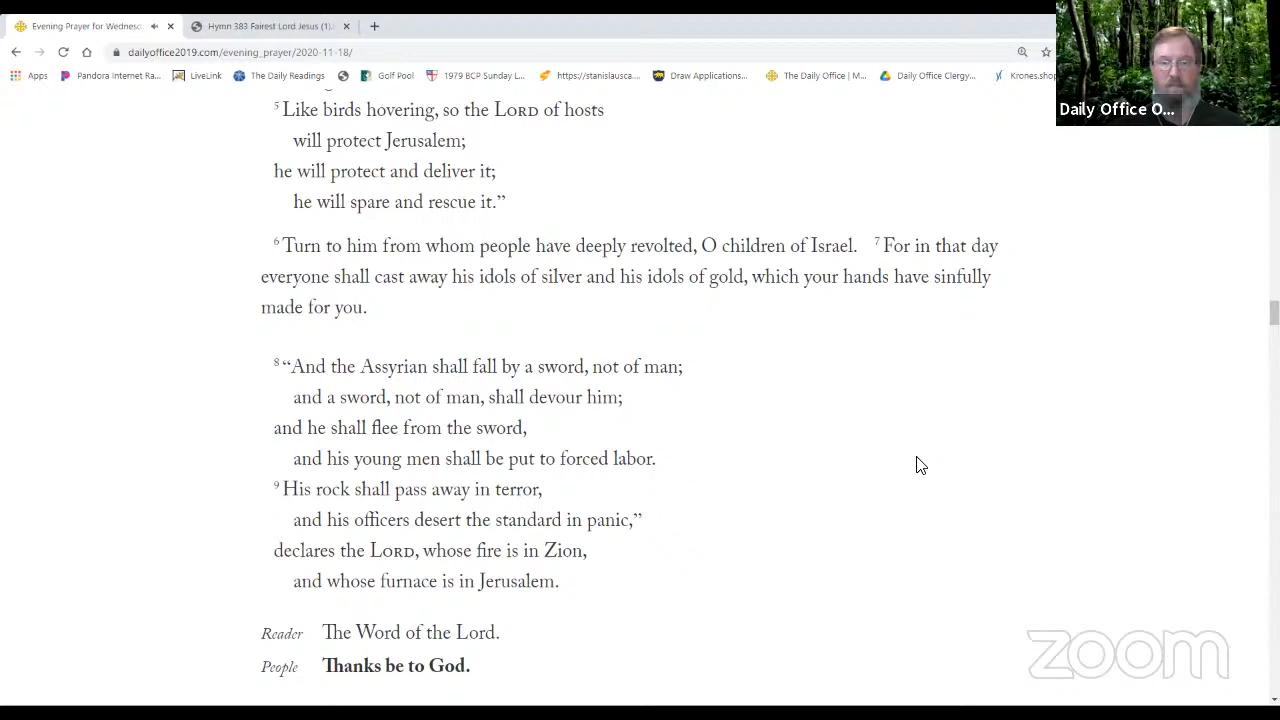 Evening Prayer for Wednesd
Hymn 383 Fairest Lord Jesus (1).
dailyoffice2019.com/evening_prayer/2020-11-18/
Apps
Pandora Internet Ra...
LiveLink
The Daily Readings
Golf Pool
1979 BCP Sunday L...
https://stanislausca...
Draw Applications...
The Daily Office | M...
Daily Office Clergy...
Krones.shop
Daily Office O...
5 Like birds hovering, so the LORD of hosts
will protect Jerusalem;
he will protect and deliver it;
he will spare and rescue it.”
6 Turn to him from whom people have deeply revolted, O children of Israel. 7 For in that day
everyone shall cast away his idols of silver and his idols of gold, which your hands have sinfully
made for you.
8 “And the Assyrian shall fall by a sword, not of man;
and a sword, not of man, shall devour him;
and he shall flee from the sword,
and his young men shall be put to forced labor.
9 His rock shall pass away in terror,
and his officers desert the standard in panic,”
declares the LORD, whose fire is in Zion,
and whose furnace is in Jerusalem.
Reader The Word of the Lord.
People Thanks be to God.
zoom